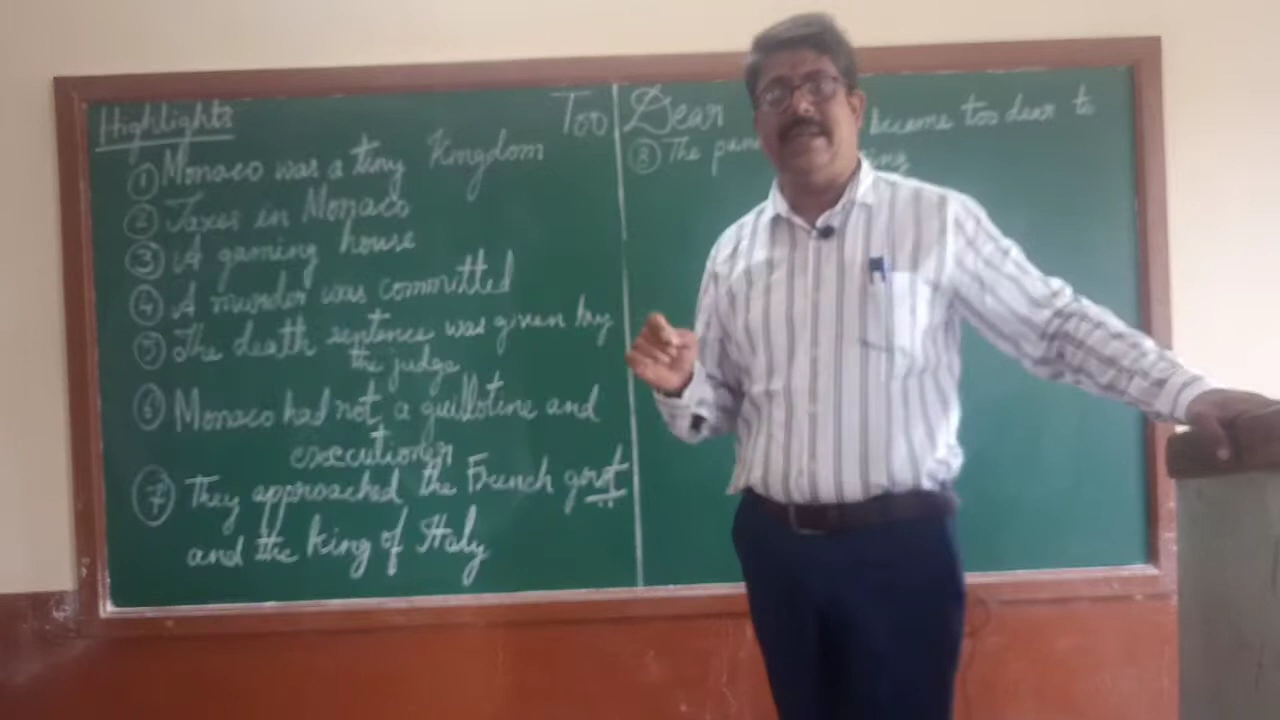 Too Dear
Highlights
① Monaco was a tiny Kingdom
② Taxes in Monaco
③ A gaming house
④ A murder was committed
⑤ The death sentence was given by
the judge
⑥ Monaco had not a guillotine and
executioner
⑦ They approached the French govt
and the king of Italy
⑧ The became too dear to